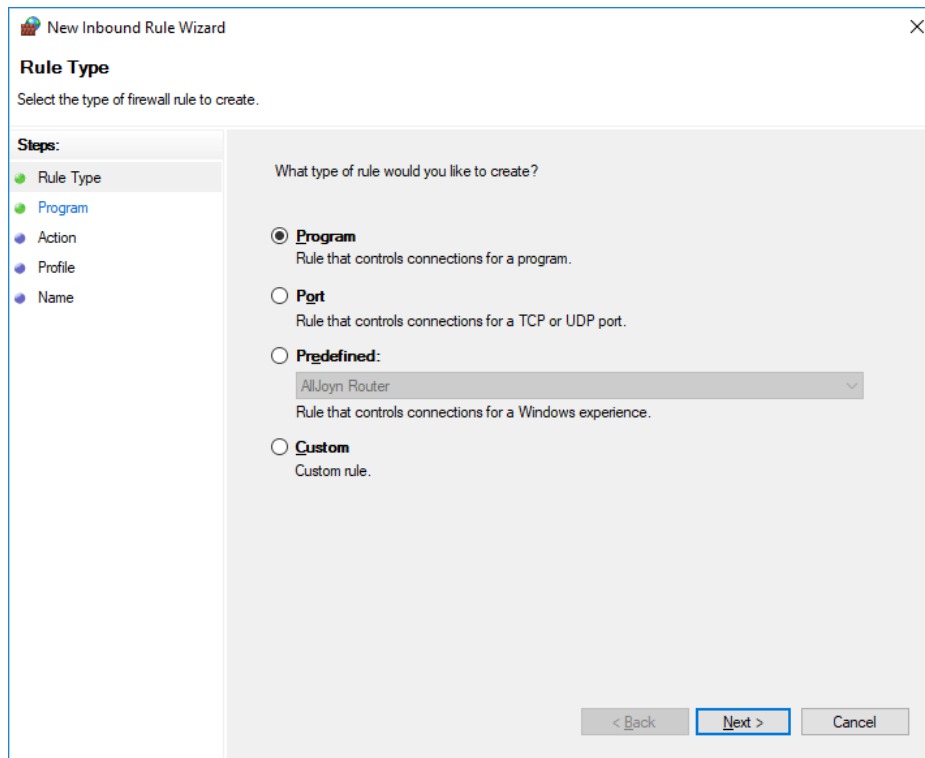 New Inbound Rule Wizard
Rule Type
Select the type of firewall rule to create.
Steps:
Rule Type
Program
Action
Profile
Name
What type of rule would you like to create?
Program
Rule that controls connections for a program.
Port
Rule that controls connections for a TCP or UDP port.
Predefined:
AllJoyn Router
Rule that controls connections for a Windows experience.
Custom
Custom rule.
< Back
Next >
Cancel